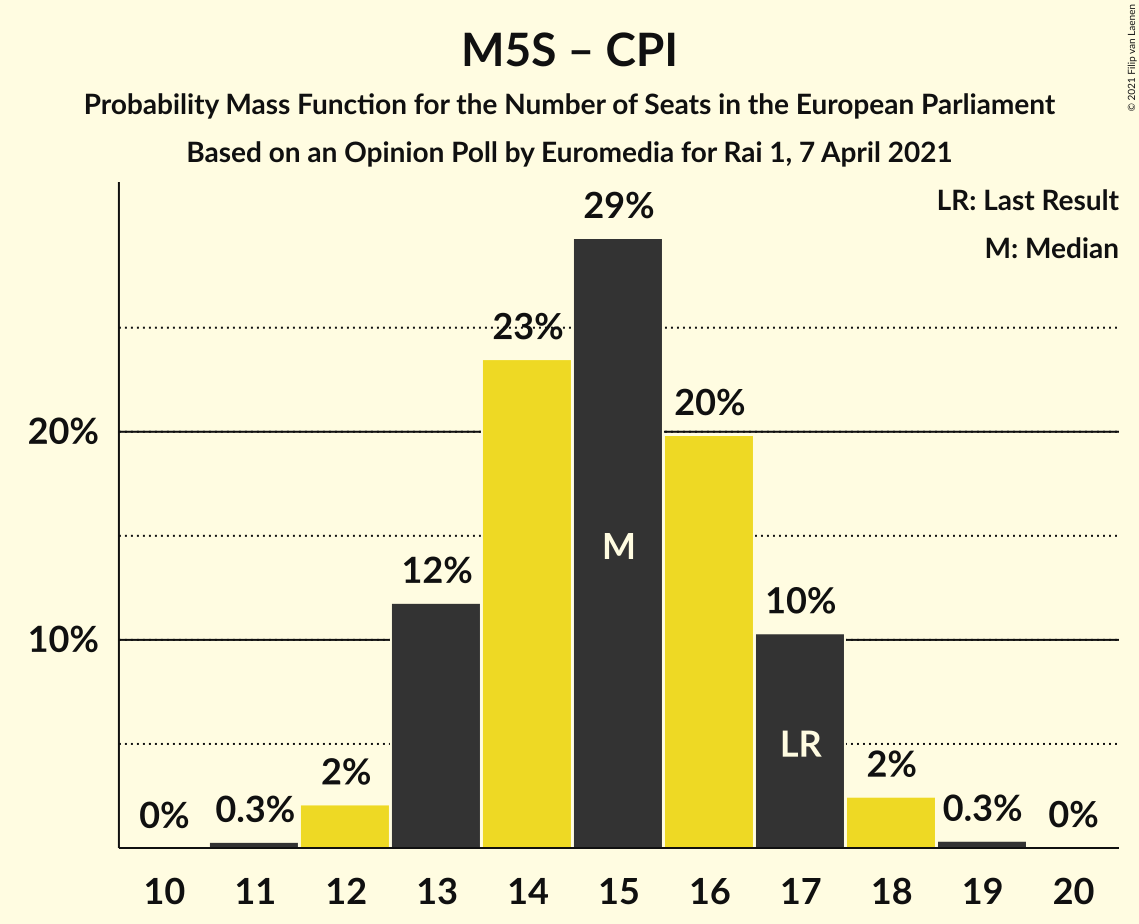 M5S – CPI
Probability Mass Function for the Number of Seats in the European Parliament
Based on an Opinion Poll by Euromedia for Rai 1, 7 April 2021
© 2021 Filip van Laenen
LR: Last Result
M: Median
29%
23%
20%
20%
12%
M
10%
10%
LR
2%
2%
0%
0.3%
0.3%
0%
10 11 12 13 14 15 16 17 18 19 20